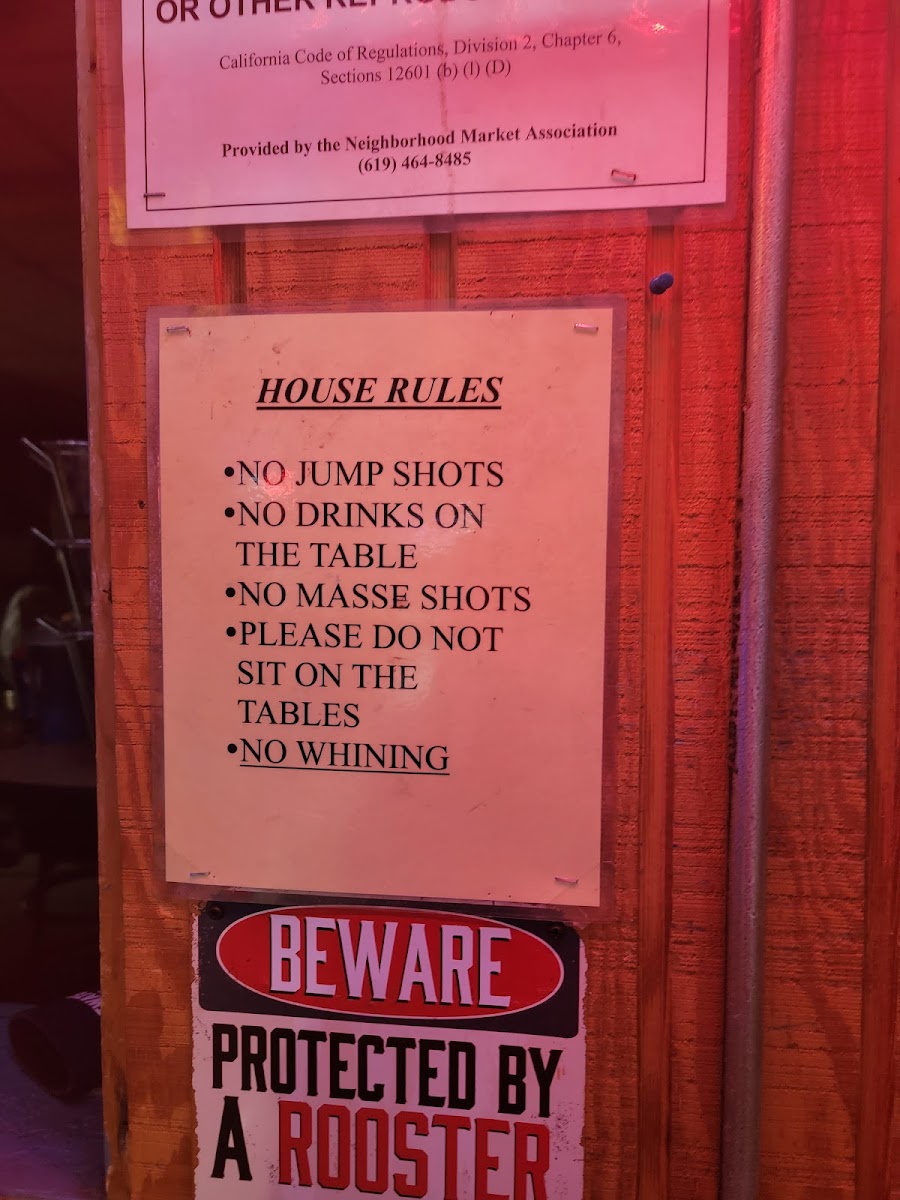 OR OTHER
California Code of Regulations, Division 2, Chapter 6,
Sections 12601 (b) (l) (D)
Provided by the Neighborhood Market Association
(619) 464-8485
HOUSE RULES
•NO JUMP SHOTS
•NO DRINKS ON
THE TABLE
•NO MASSE SHOTS
•PLEASE DO NOT
SIT ON THE
TABLES
•NO WHINING
BEWARE
PROTECTED BY
A ROOSTER